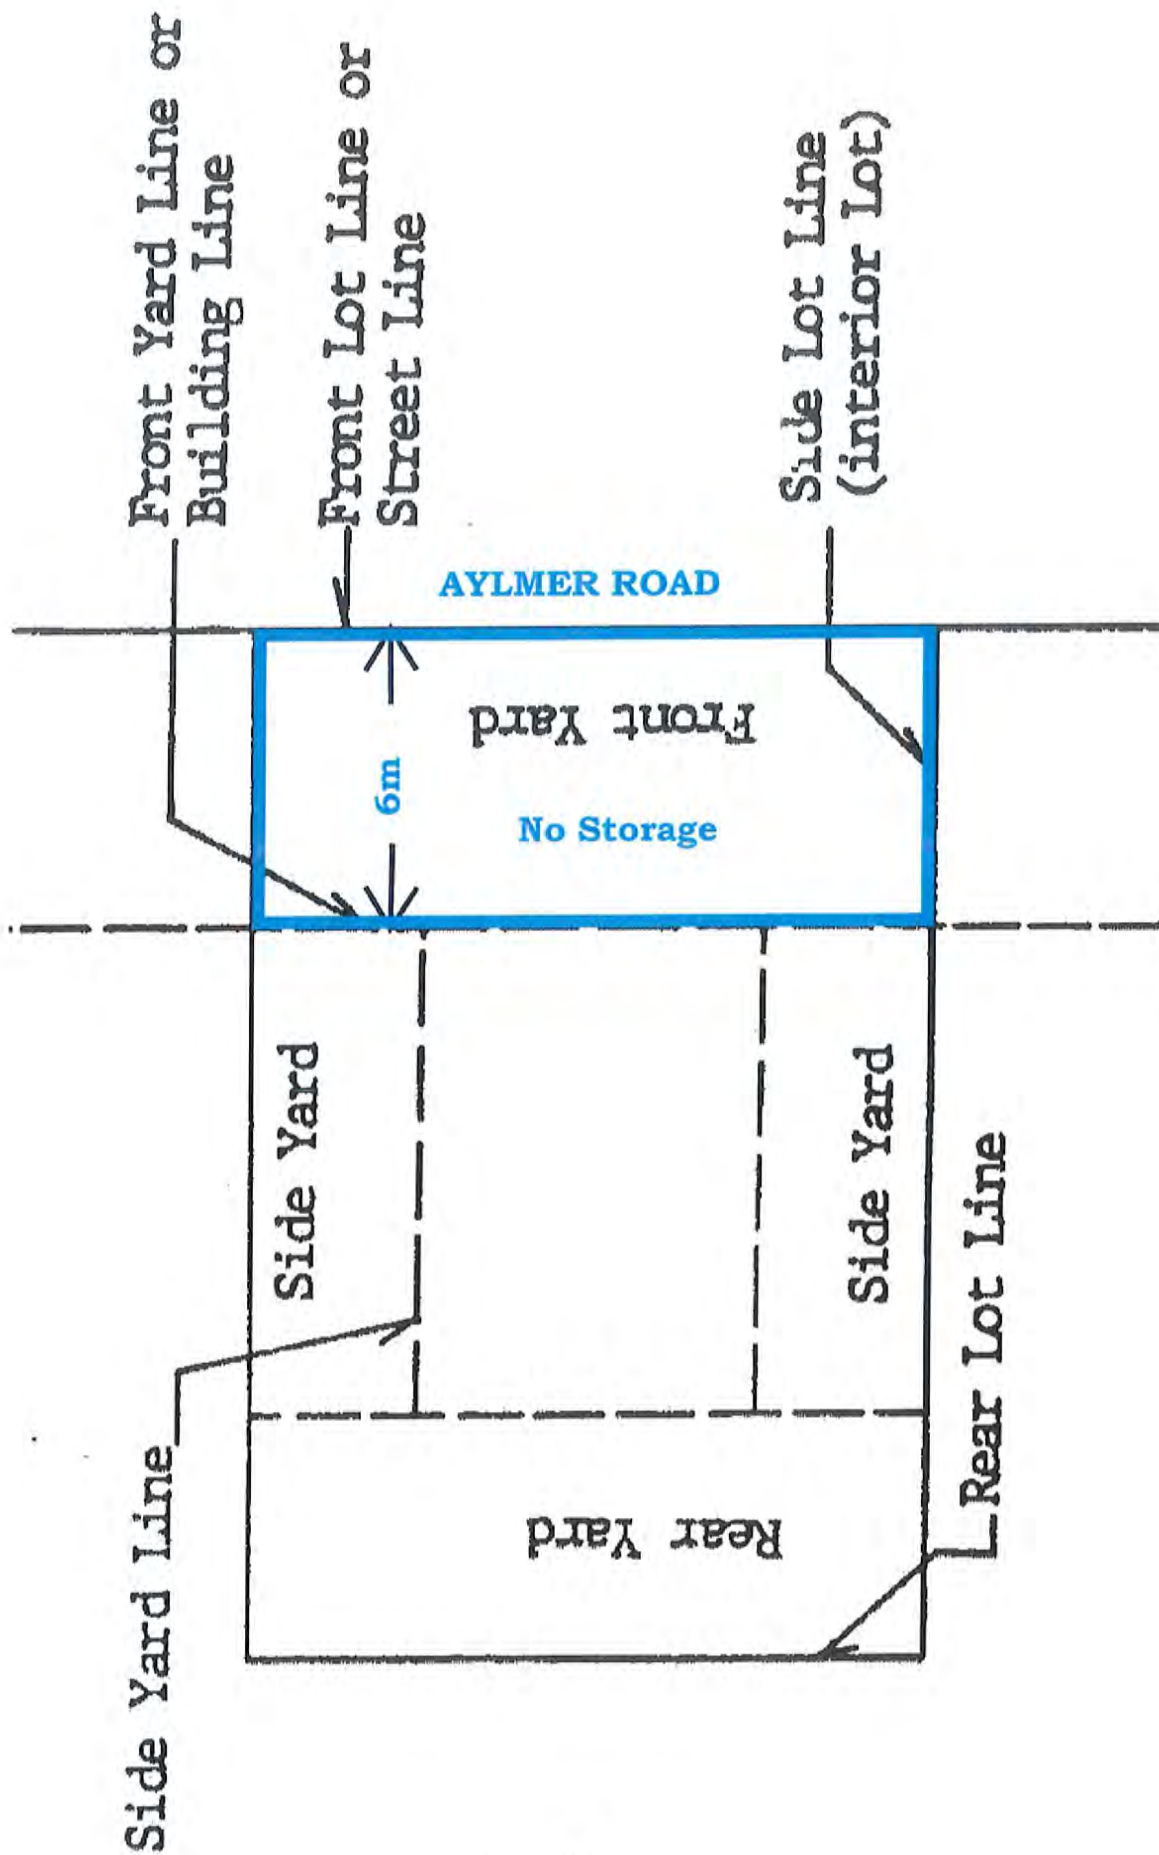 Front Yard Line or
Building Line
Front Lot Line or
Street Line
Side Lot Line
(interior Lot)
AYLMER ROAD
Front Yard
6m
No Storage
Side Yard
Side Yard
Side Yard Line
Rear Yard
Rear Lot Line